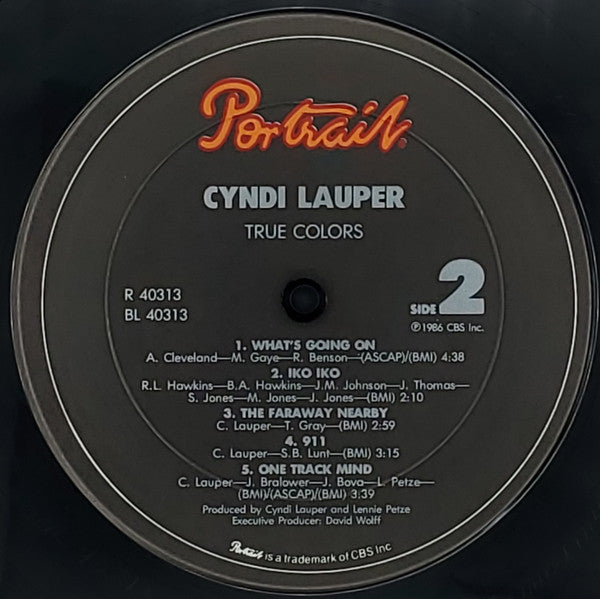 Portrait®
CYNDI LAUPER
TRUE COLORS
R 40313
BL 40313
SIDE 2
℗1986 CBS Inc.
1. WHAT'S GOING ON
A. Cleveland—M. Gaye—R. Benson—(ASCAP)/(BMI) 4:38
2. IKO IKO
R.L. Hawkins—B.A. Hawkins—J.M. Johnson—J. Thomas—
S. Jones—M. Jones—J. Jones—(BMI) 2:10
3. THE FARAWAY NEARBY
C. Lauper—T. Gray—(BMI) 2:59
4. 911
C. Lauper—S.B. Lunt—(BMI) 3:15
5. ONE TRACK MIND
C. Lauper—J. Bralower—J. Bova—L. Petze—
(BMI)/(ASCAP)/(BMI) 3:39
Produced by Cyndi Lauper and Lennie Petze
Executive Producer: David Wolff
Portrait is a trademark of CBS Inc